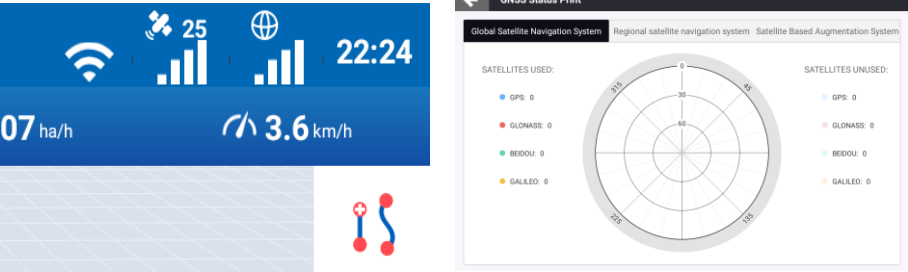 25
22:24
07 ha/h
3.6 km/h
GNSS Status Print
Global Satellite Navigation System
Regional satellite navigation system
Satellite Based Augmentation System
SATELLITES USED:
GPS: 0
GLONASS: 0
BEIDOU: 0
GALILEO: 0
0
30
60
45
135
225
315
SATELLITES UNUSED:
GPS: 0
GLONASS: 0
BEIDOU: 0
GALILEO: 0